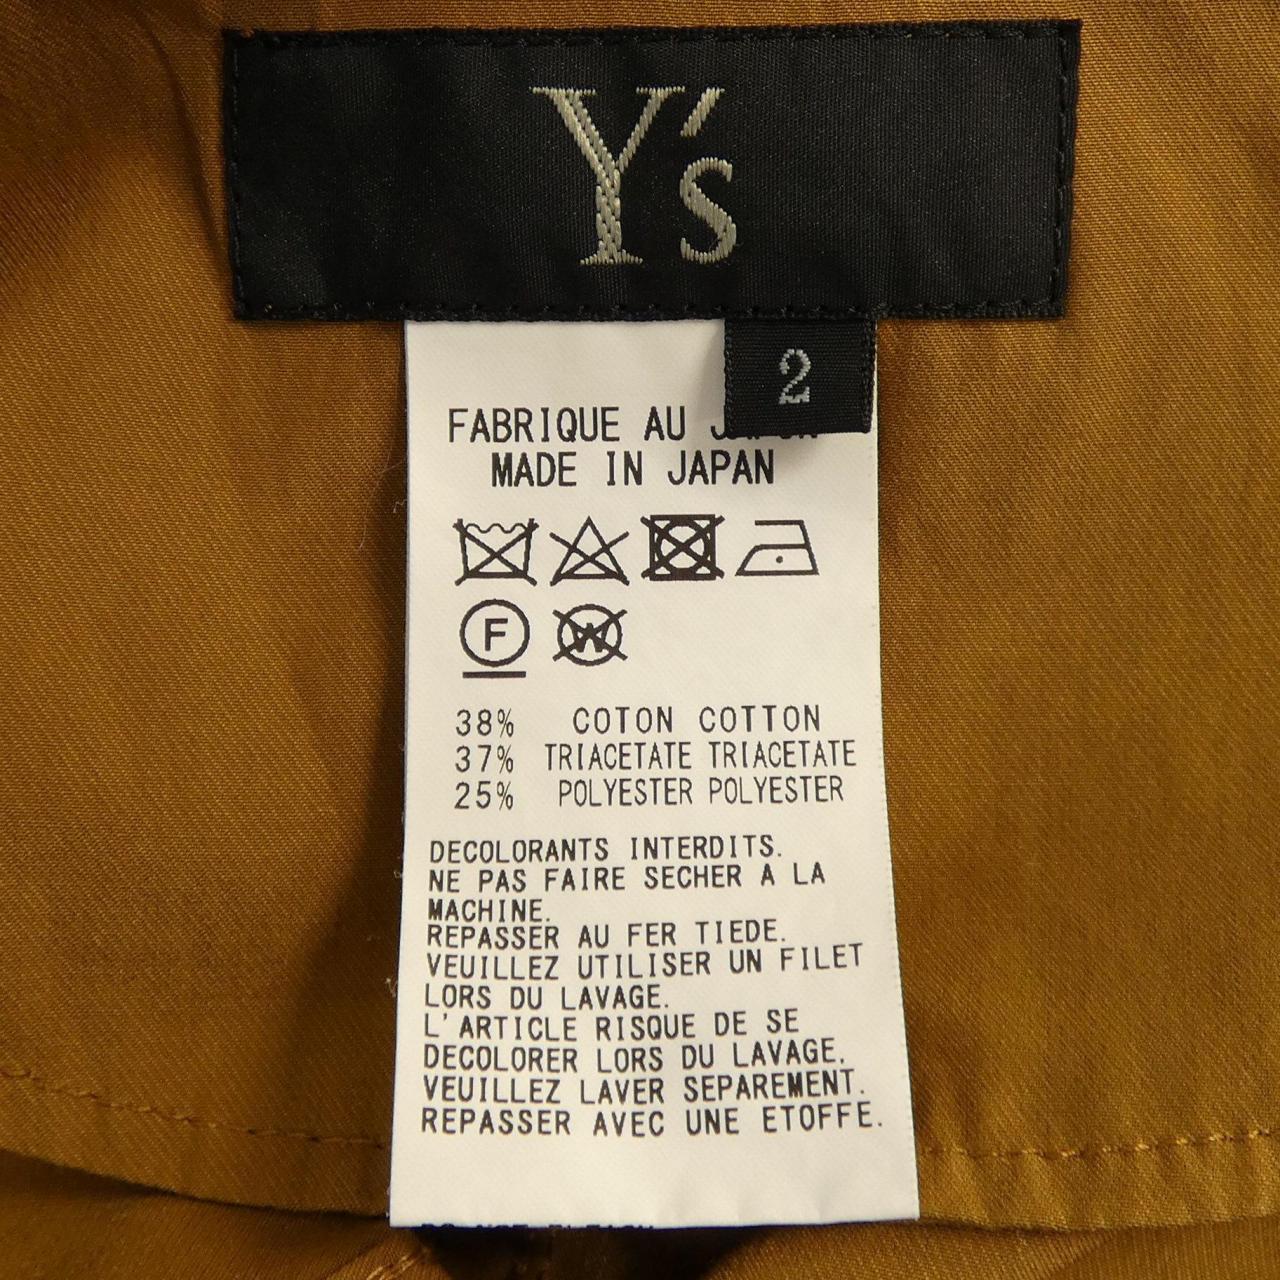 Y's
2
FABRIQUE AU
MADE IN JAPAN
F
W
38% COTON COTTON
37% TRIACETATE TRIACETATE
25% POLYESTER POLYESTER
DECOLORANTS INTERDITS.
NE PAS FAIRE SECHER A LA
MACHINE.
REPASSER AU FER TIEDE.
VEUILLEZ UTILISER UN FILET
LORS DU LAVAGE.
L'ARTICLE RISQUE DE SE
DECOLORER LORS DU LAVAGE.
VEUILLEZ LAVER SEPAREMENT.
REPASSER AVEC UNE ETOFFE.